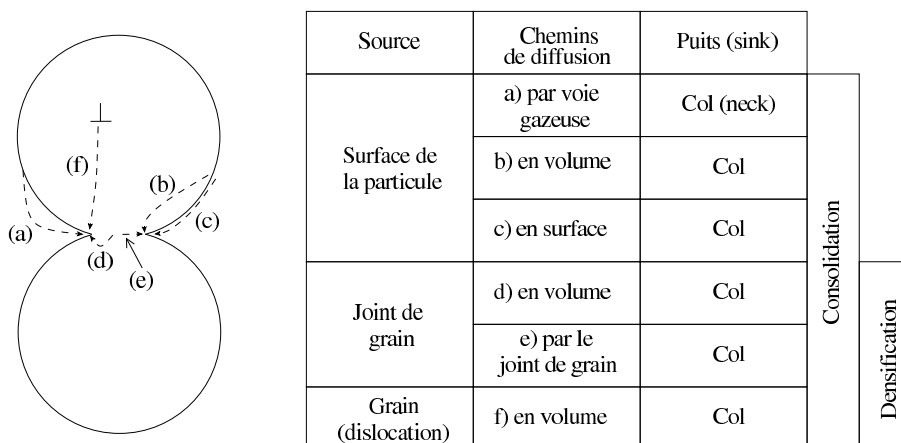 (f)
(b)
(a)
(c)
(d)
(e)
Source
Chemins
de diffusion
Puits (sink)
Surface de
la particule
a) par voie
gazeuse
Col (neck)
b) en volume
Col
c) en surface
Col
Joint de
grain
d) en volume
Col
e) par le
joint de grain
Col
Grain
(dislocation)
f) en volume
Col
Consolidation
Densification